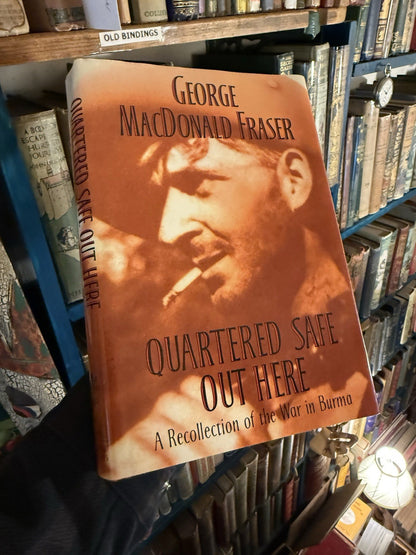 OLD BINDINGS
GEORGE
MACDONALD FRASER
QUARTERED SAFE OUT HERE
QUARTERED SAFE
OUT HERE
A Recollection of the War in Burma